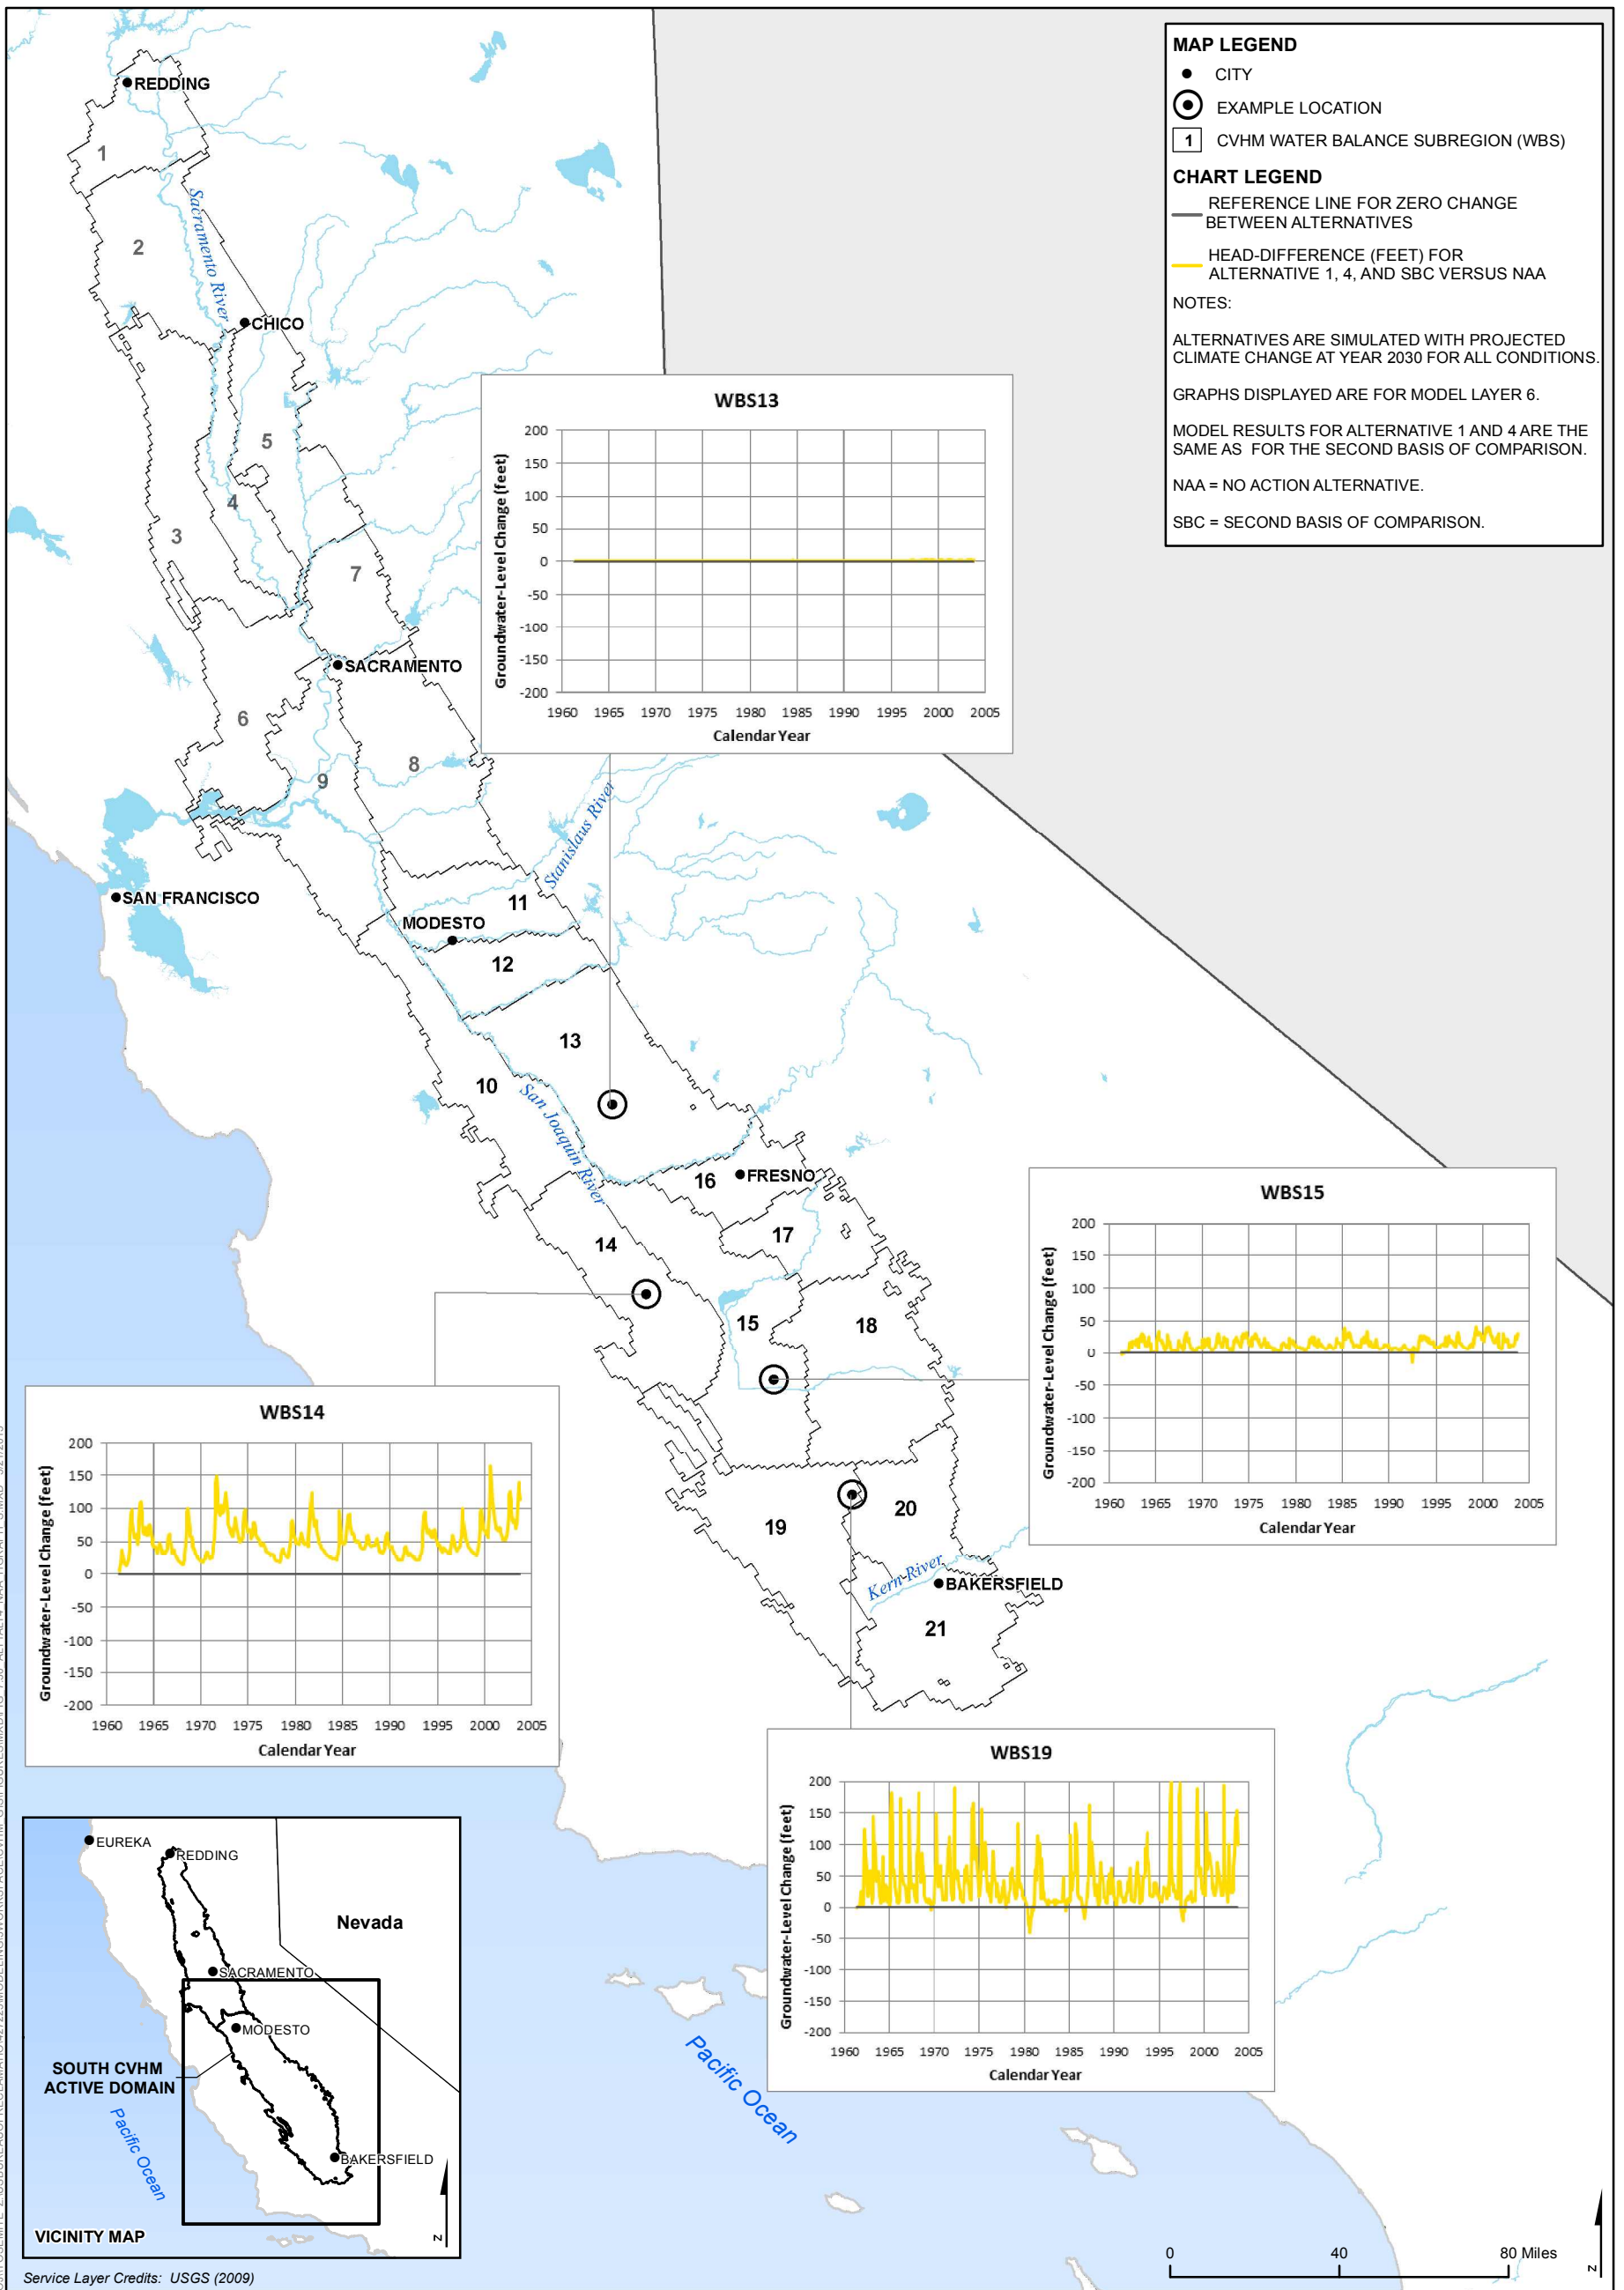 MAP LEGEND
CITY
EXAMPLE LOCATION
1 CVHM WATER BALANCE SUBREGION (WBS)
CHART LEGEND
REFERENCE LINE FOR ZERO CHANGE
BETWEEN ALTERNATIVES
HEAD-DIFFERENCE (FEET) FOR
ALTERNATIVE 1, 4, AND SBC VERSUS NAA
NOTES:
ALTERNATIVES ARE SIMULATED WITH PROJECTED
CLIMATE CHANGE AT YEAR 2030 FOR ALL CONDITIONS.
GRAPHS DISPLAYED ARE FOR MODEL LAYER 6.
MODEL RESULTS FOR ALTERNATIVE 1 AND 4 ARE THE
SAME AS FOR THE SECOND BASIS OF COMPARISON.
NAA = NO ACTION ALTERNATIVE.
SBC = SECOND BASIS OF COMPARISON.
REDDING
1
Sacramento River
2
CHICO
5
4
3
7
SACRAMENTO
6
8
9
Stanislaus River
SAN FRANCISCO
11
MODESTO
12
13
10
San Joaquin River
16
FRESNO
17
14
15
18
19
20
Kern River
BAKERSFIELD
21
WBS13
Groundwater-Level Change (feet)
200
150
100
50
0
-50
-100
-150
-200
1960 1965 1970 1975 1980 1985 1990 1995 2000 2005
Calendar Year
WBS15
Groundwater-Level Change (feet)
200
150
100
50
0
-50
-100
-150
-200
1960 1965 1970 1975 1980 1985 1990 1995 2000 2005
Calendar Year
WBS14
Groundwater-Level Change (feet)
200
150
100
50
0
-50
-100
-150
-200
1960 1965 1970 1975 1980 1985 1990 1995 2000 2005
Calendar Year
WBS19
Groundwater-Level Change (feet)
200
150
100
50
0
-50
-100
-150
-200
1960 1965 1970 1975 1980 1985 1990 1995 2000 2005
Calendar Year
Pacific Ocean
EUREKA
REDDING
Nevada
SACRAMENTO
MODESTO
SOUTH CVHM
ACTIVE DOMAIN
Pacific Ocean
BAKERSFIELD
VICINITY MAP
N
Service Layer Credits: USGS (2009)
0 40 80 Miles
N